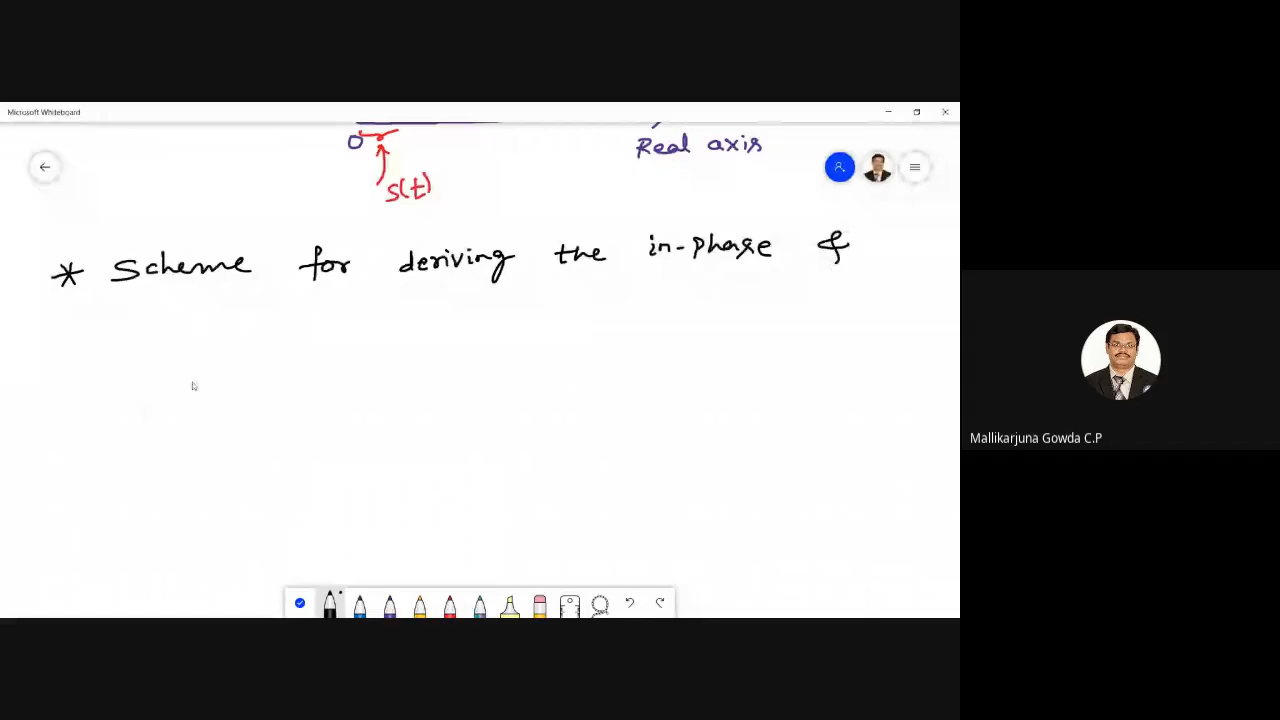 Microsoft Whiteboard
0
Real axis
s(t)
* Scheme for deriving the in-phase &
Mallikarjuna Gowda C.P